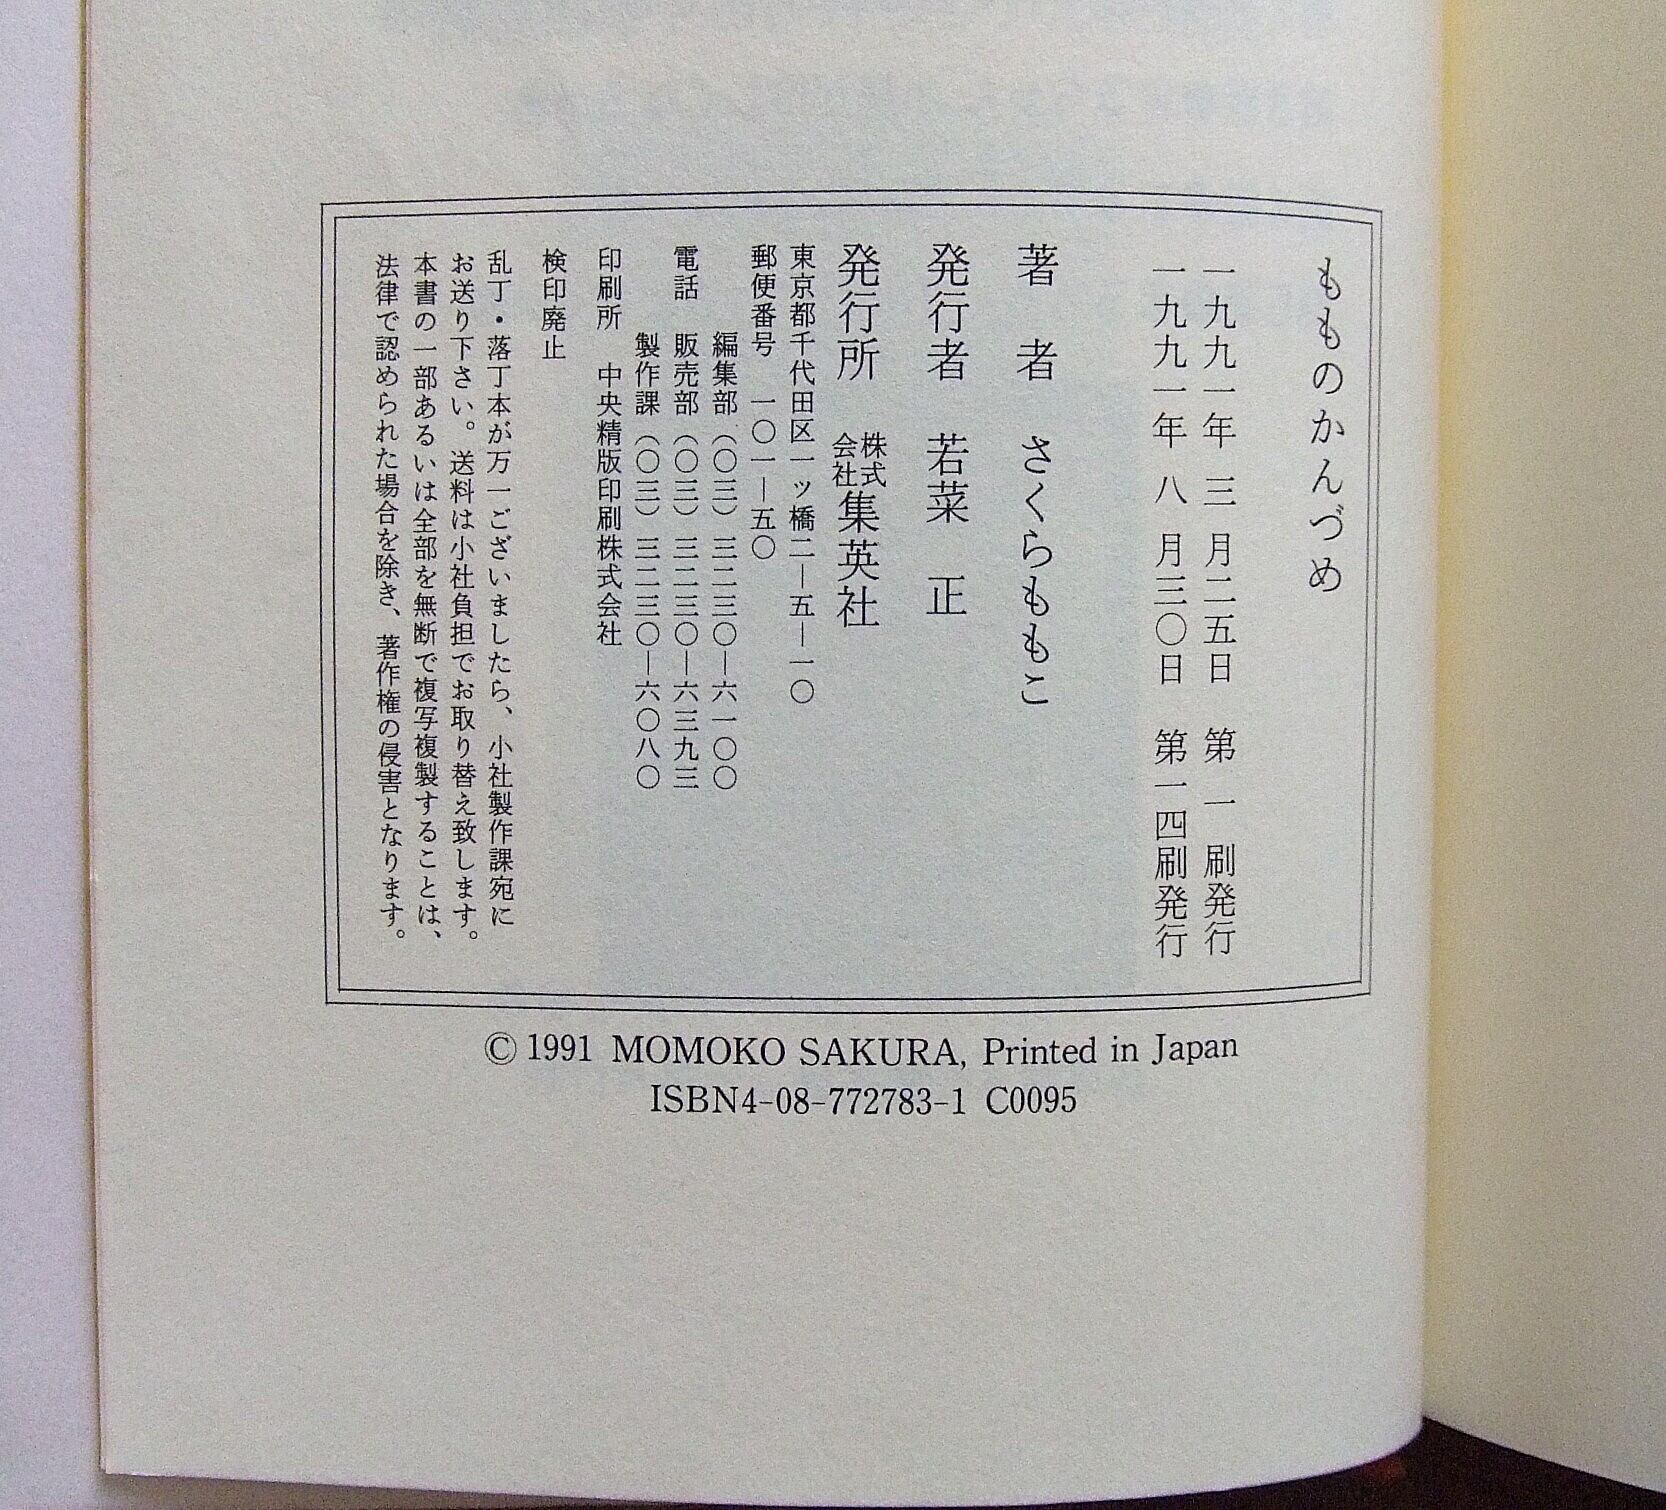 もものかんづめ
一九九一年 三 月二五日　第 一 刷発行
一九九一年 八 月三〇日　第一四刷発行
著　者　さくらももこ
発行者　若菜　正
発行所　株式会社 集英社
東京都千代田区一ッ橋二―五―一〇
郵便番号　一〇一―五〇
編集部（〇三）三二三〇―六一〇〇
電話　販売部（〇三）三二三〇―六三九三
製作課（〇三）三二三〇―六〇八〇
印刷所　中央精版印刷株式会社
検印廃止
乱丁・落丁本が万一ございましたら、小社製作課宛に
お送り下さい。送料は小社負担でお取り替え致します。
本書の一部あるいは全部を無断で複写複製することは、
法律で認められた場合を除き、著作権の侵害となります。
© 1991 MOMOKO SAKURA, Printed in Japan
ISBN4-08-772783-1 C0095